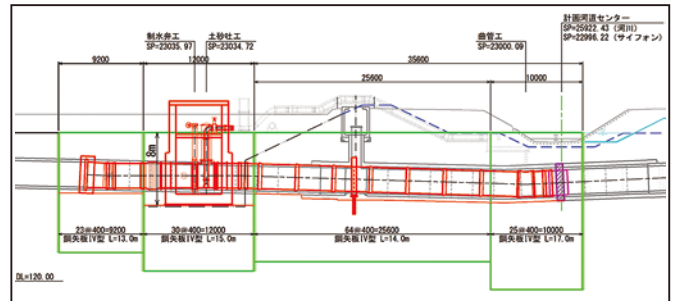 制水弁工
SP=23035.97
土砂吐工
SP=23034.72
曲管工
SP=23000.09
計画河道センター
SP=25922.43 (河川)
SP=22996.22 (サイフォン)
9200
12000
35600
25600
10000
8m
23@400=9200
鋼矢板IV型 L=13.0m
30@400=12000
鋼矢板IV型 L=15.0m
64@400=25600
鋼矢板IV型 L=14.0m
25@400=10000
鋼矢板IV型 L=17.0m
DL=120.00